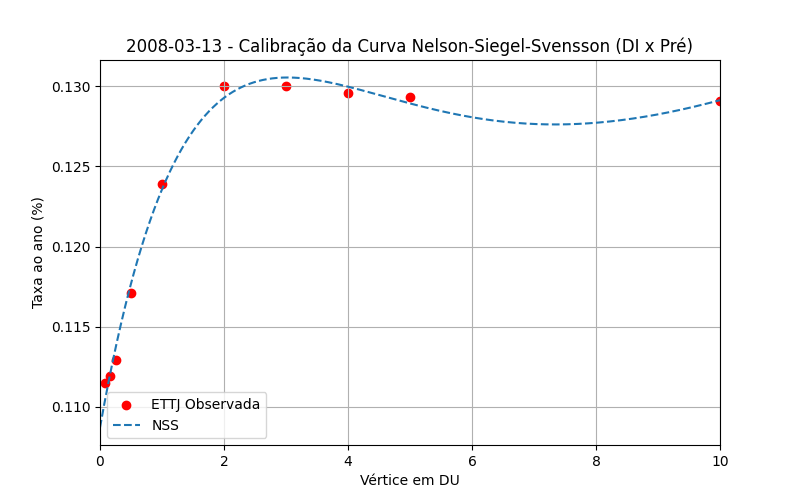 2008-03-13 - Calibração da Curva Nelson-Siegel-Svensson (DI x Pré)
0.130
0.125
0.120
0.115
0.110
Taxa ao ano (%)
ETTJ Observada
NSS
0 2 4 6 8 10
Vértice em DU